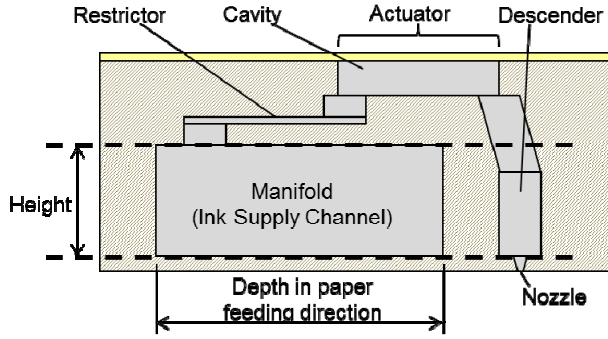 Restrictor
Cavity
Actuator
Descender
Height
Manifold
(Ink Supply Channel)
Depth in paper
feeding direction
Nozzle